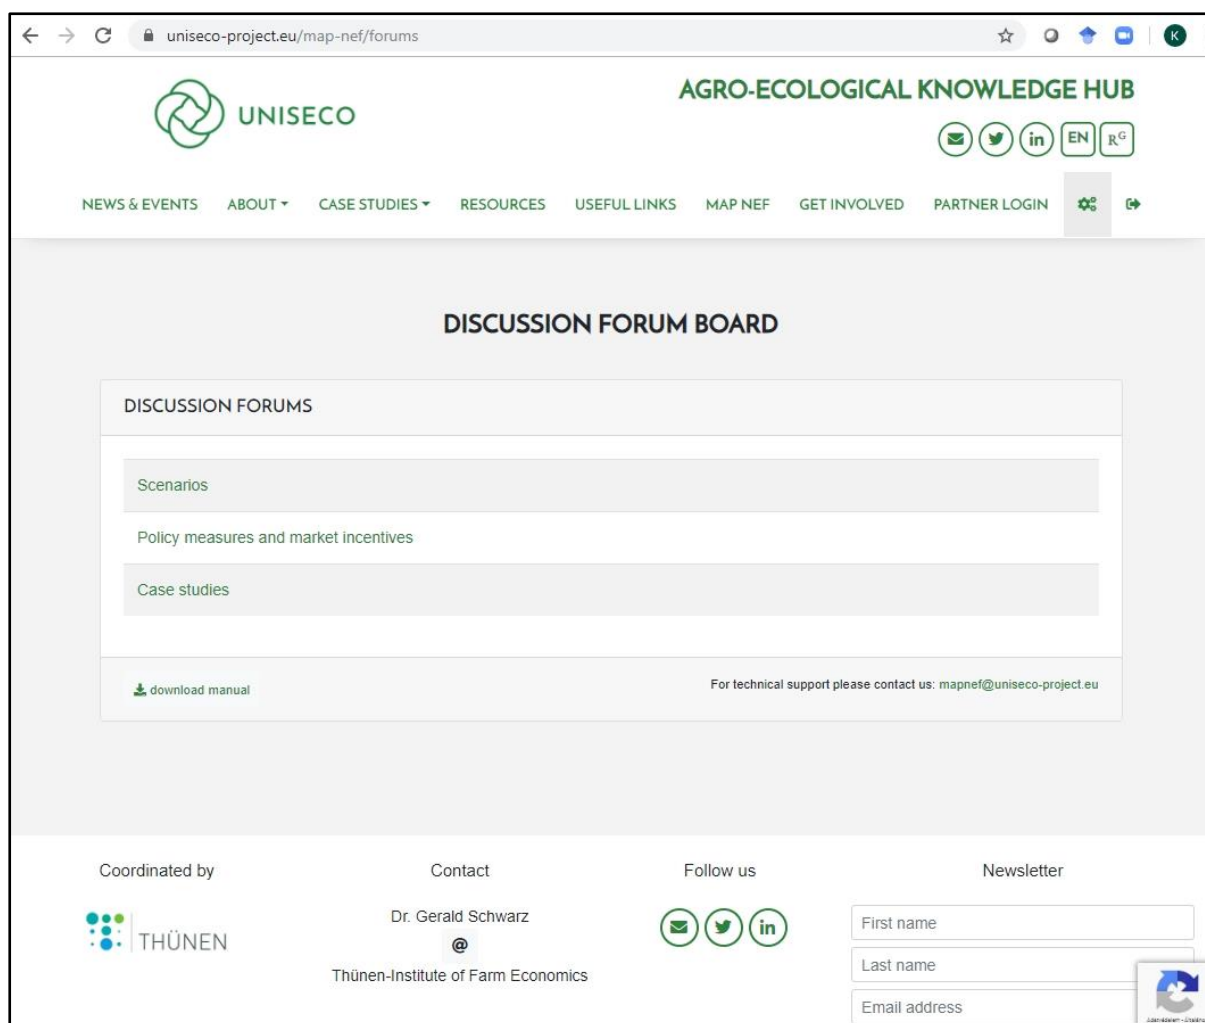 uniseco-project.eu/map-nef/forums
K
UNISECO
AGRO-ECOLOGICAL KNOWLEDGE HUB
in EN RG
NEWS & EVENTS ABOUT CASE STUDIES RESOURCES USEFUL LINKS MAP NEF GET INVOLVED PARTNER LOGIN
DISCUSSION FORUM BOARD
DISCUSSION FORUMS
Scenarios
Policy measures and market incentives
Case studies
download manual
For technical support please contact us: mapnef@uniseco-project.eu
Coordinated by
THÜNEN
Contact
Dr. Gerald Schwarz
@
Thünen-Institute of Farm Economics
Follow us
in
Newsletter
First name
Last name
Email address